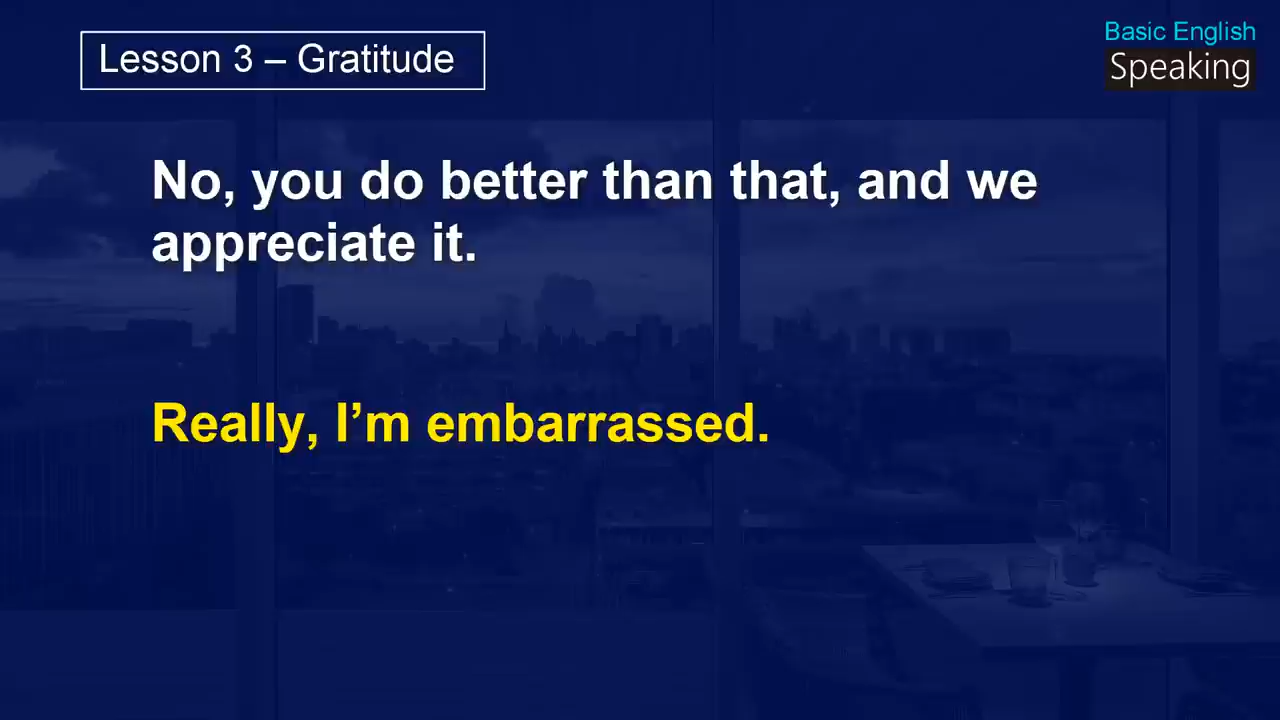 Lesson 3 – Gratitude
Basic English
Speaking
No, you do better than that, and we
appreciate it.
Really, I’m embarrassed.